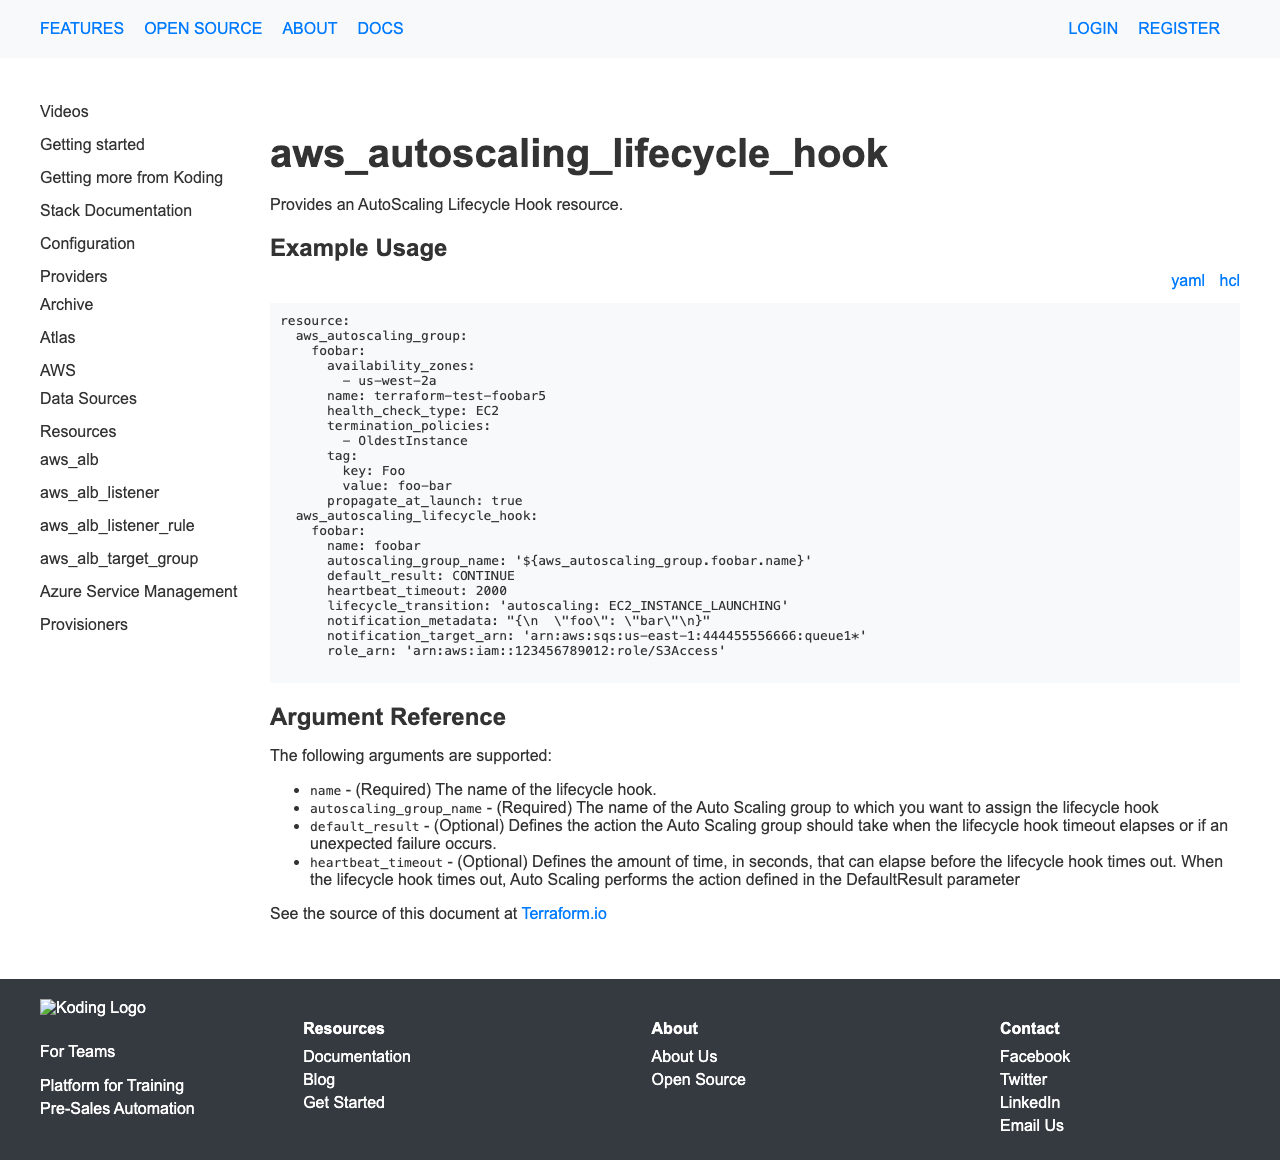 FEATURES OPEN SOURCE ABOUT DOCS LOGIN REGISTER
Videos
Getting started
Getting more from Koding
Stack Documentation
Configuration
Providers
Archive
Atlas
AWS
Data Sources
Resources
aws_alb
aws_alb_listener
aws_alb_listener_rule
aws_alb_target_group
Azure Service Management
Provisioners
aws_autoscaling_lifecycle_hook
Provides an AutoScaling Lifecycle Hook resource.
Example Usage
yaml hcl
resource:
  aws_autoscaling_group:
    foobar:
      availability_zones:
        - us-west-2a
      name: terraform-test-foobar5
      health_check_type: EC2
      termination_policies:
        - OldestInstance
      tag:
        key: Foo
        value: foo-bar
      propagate_at_launch: true
  aws_autoscaling_lifecycle_hook:
    foobar:
      name: foobar
      autoscaling_group_name: '${aws_autoscaling_group.foobar.name}'
      default_result: CONTINUE
      heartbeat_timeout: 2000
      lifecycle_transition: 'autoscaling: EC2_INSTANCE_LAUNCHING'
      notification_metadata: "{\n  \"foo\": \"bar\"\n}"
      notification_target_arn: 'arn:aws:sqs:us-east-1:444455556666:queue1*'
      role_arn: 'arn:aws:iam::123456789012:role/S3Access'
Argument Reference
The following arguments are supported:
• name - (Required) The name of the lifecycle hook.
• autoscaling_group_name - (Required) The name of the Auto Scaling group to which you want to assign the lifecycle hook
• default_result - (Optional) Defines the action the Auto Scaling group should take when the lifecycle hook timeout elapses or if an
unexpected failure occurs.
• heartbeat_timeout - (Optional) Defines the amount of time, in seconds, that can elapse before the lifecycle hook times out. When
the lifecycle hook times out, Auto Scaling performs the action defined in the DefaultResult parameter
See the source of this document at Terraform.io
Koding Logo
For Teams
Platform for Training
Pre-Sales Automation
Resources
Documentation
Blog
Get Started
About
About Us
Open Source
Contact
Facebook
Twitter
LinkedIn
Email Us